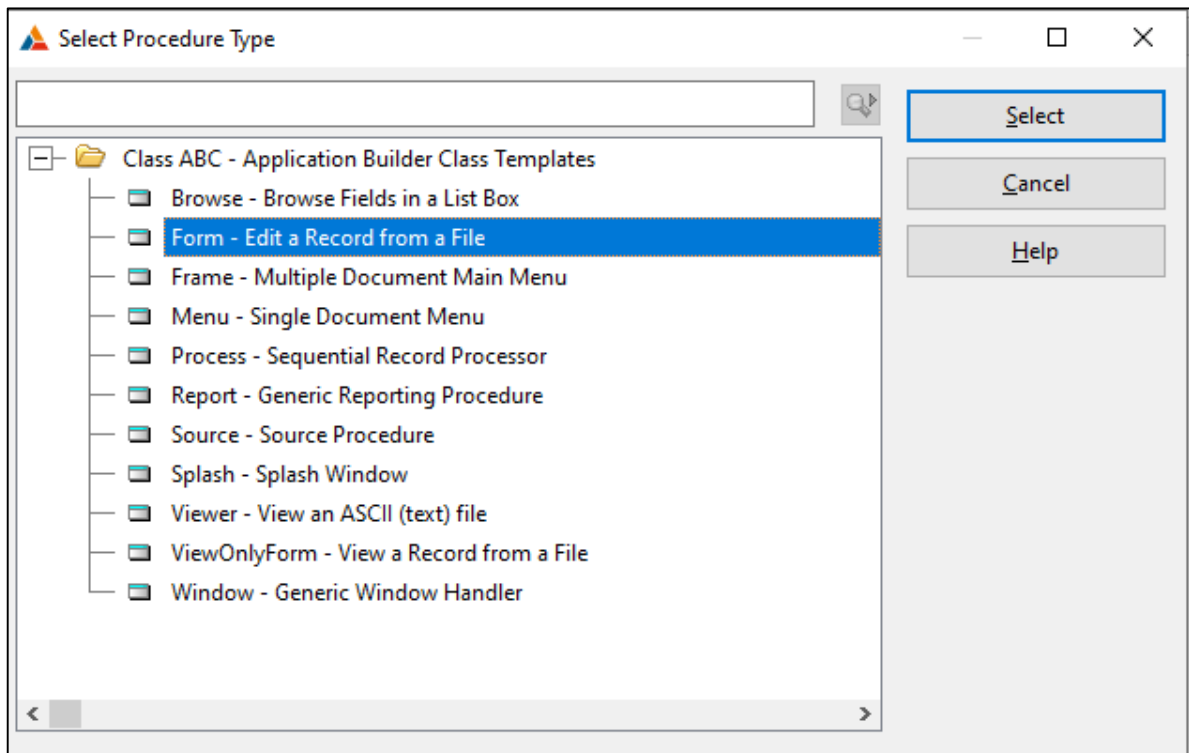 Select Procedure Type
Select
Class ABC - Application Builder Class Templates
Browse - Browse Fields in a List Box
Cancel
Form - Edit a Record from a File
Help
Frame - Multiple Document Main Menu
Menu - Single Document Menu
Process - Sequential Record Processor
Report - Generic Reporting Procedure
Source - Source Procedure
Splash - Splash Window
Viewer - View an ASCII (text) file
ViewOnlyForm - View a Record from a File
Window - Generic Window Handler